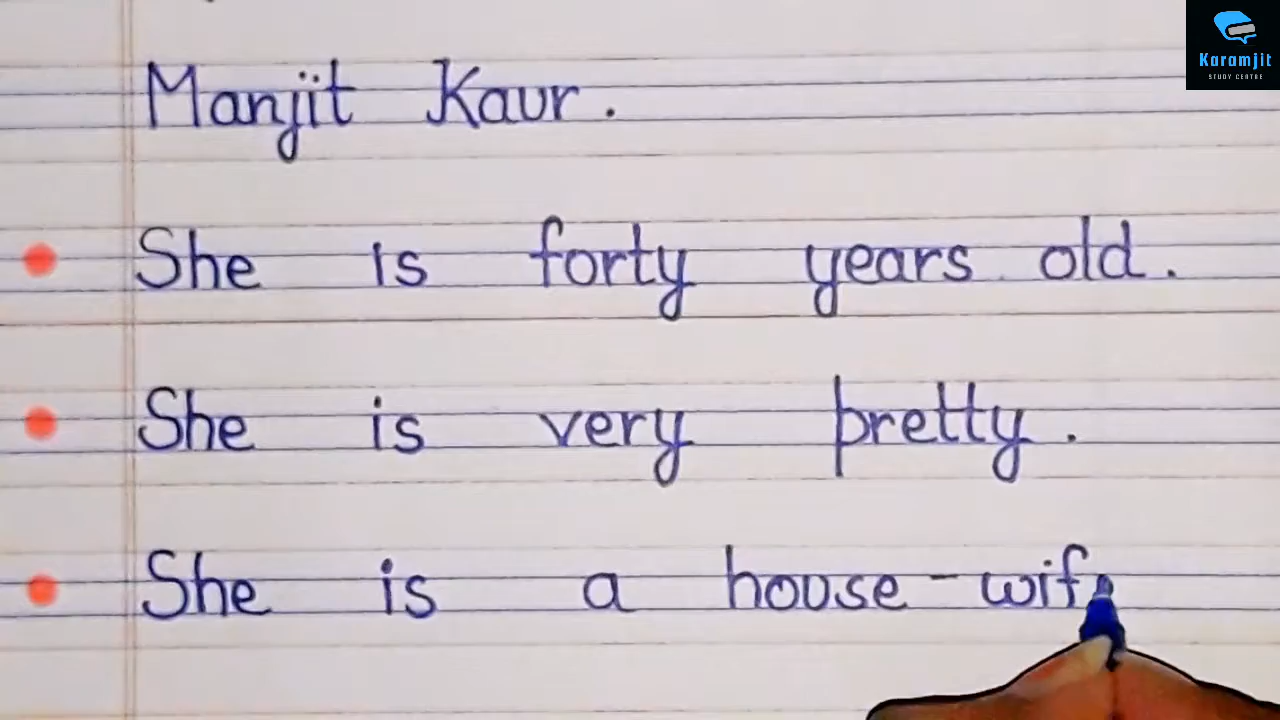 Karamjit
STUDY CENTRE
Manjit Kaur.
She is forty years old.
She is very pretty.
She is a house-wif